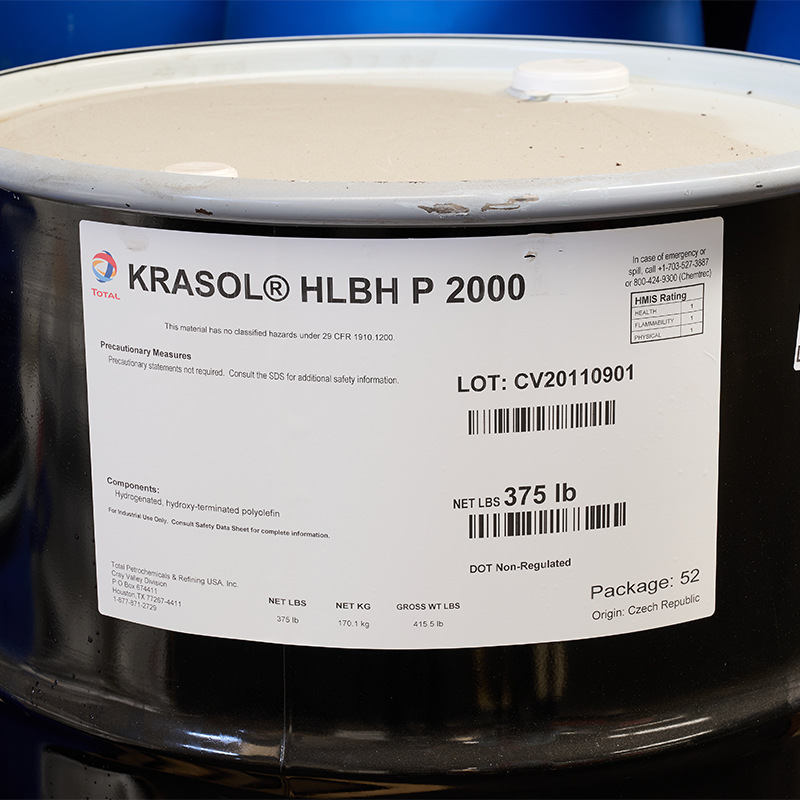 TOTAL
KRASOL® HLBH P 2000
In case of emergency or
spill, call +1-703-527-3887
or 800-424-9300 (Chemtrec)
HMIS Rating
HEALTH 1
FLAMMABILITY 1
PHYSICAL 1
This material has no classified hazards under 29 CFR 1910.1200.
Precautionary Measures
Precautionary statements not required. Consult the SDS for additional safety information.
LOT: CV20110901
Components:
Hydrogenated, hydroxy-terminated polyolefin
For Industrial Use Only. Consult Safety Data Sheet for complete information.
NET LBS 375 lb
DOT Non-Regulated
Total Petrochemicals & Refining USA, Inc.
Cray Valley Division
P O Box 674411
Houston,TX 77267-4411
1-877-871-2729
NET LBS NET KG GROSS WT LBS
375 lb 170.1 kg 415.5 lb
Package: 52
Origin: Czech Republic